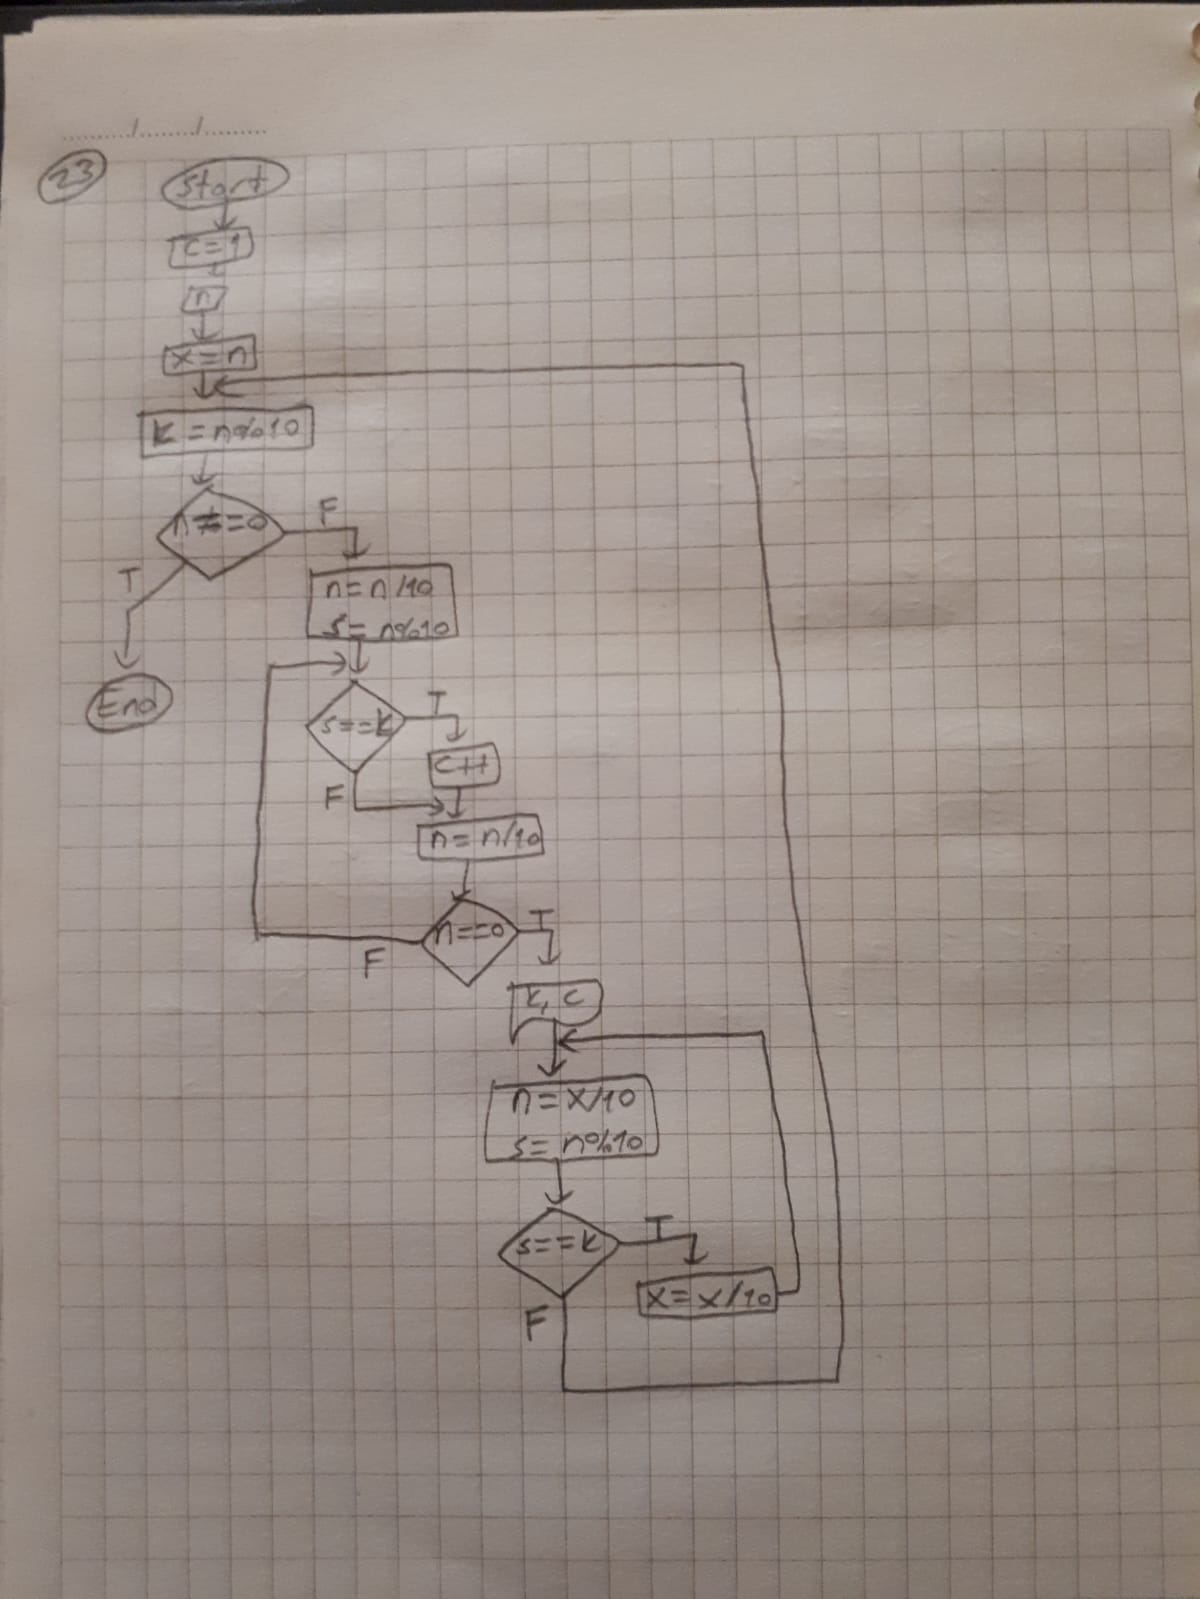 23
Start
c=1
n
x=n
k=n%10
n==0
F
T
n=n/10
s=n%10
End
s==k
T
c++
F
n=n/10
n==0
T
F
k, c
n=x/10
s=n%10
s==k
T
x=x/10
F